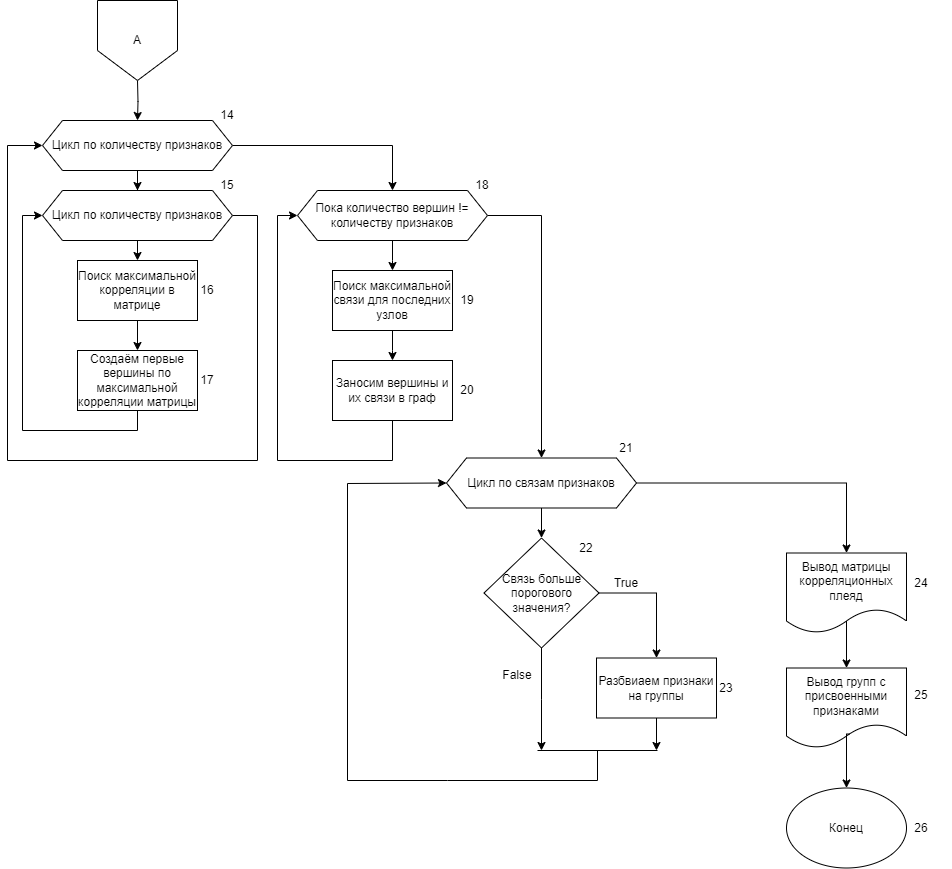 А
14
Цикл по количеству признаков
15
Цикл по количеству признаков
Поиск максимальной
корреляции в
матрице
16
Создаём первые
вершины по
максимальной
корреляции матрицы
17
18
Пока количество вершин !=
количеству признаков
Поиск максимальной
связи для последних
узлов
19
Заносим вершины и
их связи в граф
20
21
Цикл по связам признаков
22
Связь больше
порогового
значения?
True
False
Разбвиаем признаки
на группы
23
Вывод матрицы
корреляционных
плеяд
24
Вывод групп с
присвоенными
признаками
25
Конец
26